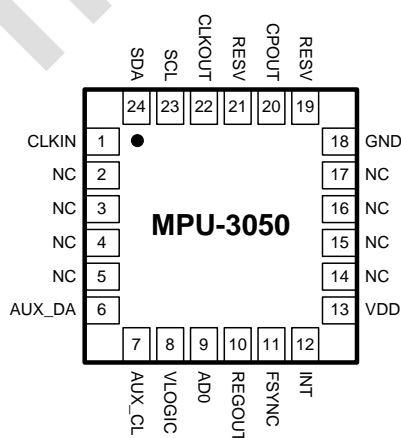 SDA SCL CLKOUT RESV CPOUT RESV
24 23 22 21 20 19
CLKIN 1 18 GND
NC 2 17 NC
NC 3 16 NC
MPU-3050
NC 4 15 NC
NC 5 14 NC
AUX_DA 6 13 VDD
7 8 9 10 11 12
AUX_CL VLOGIC AD0 REGOUT FSYNC INT